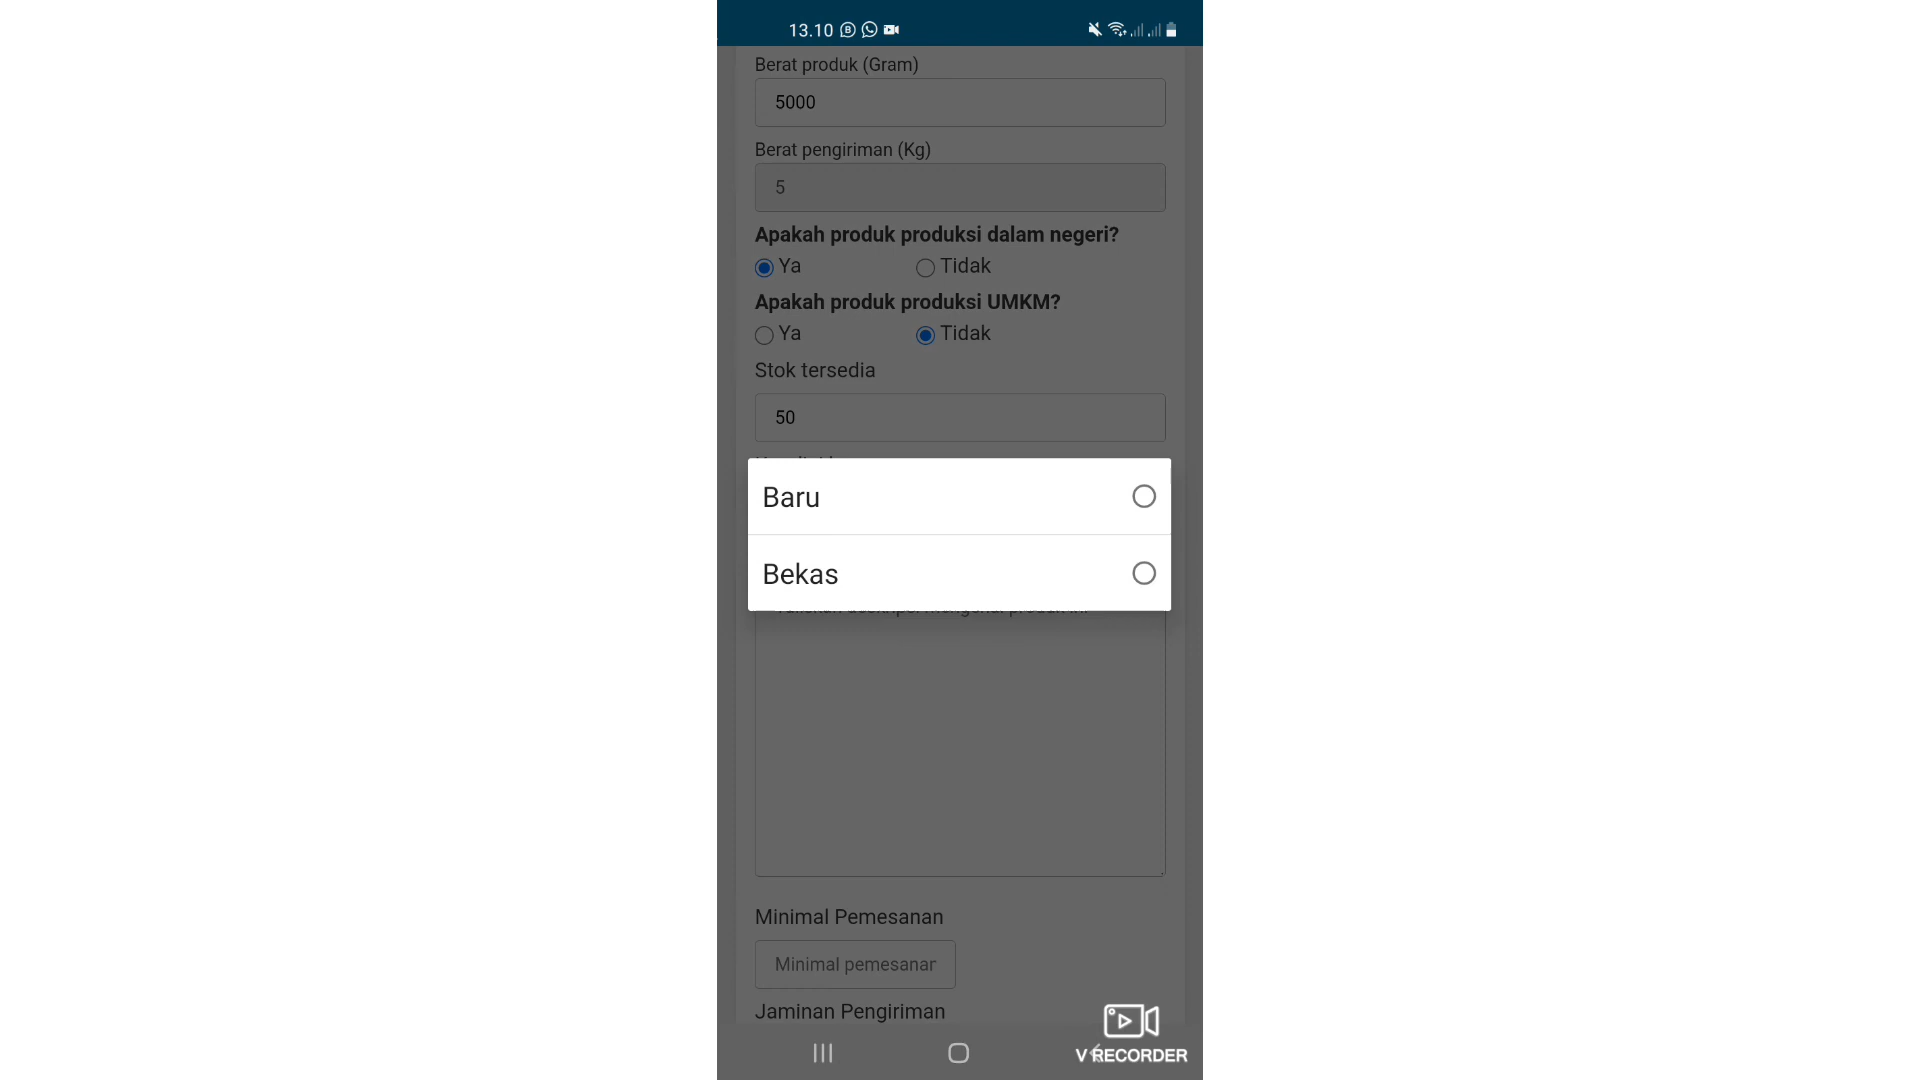 13.10
Berat produk (Gram)
5000
Berat pengiriman (Kg)
5
Apakah produk produksi dalam negeri?
Ya Tidak
Apakah produk produksi UMKM?
Ya Tidak
Stok tersedia
50
Baru
Bekas
Minimal Pemesanan
Minimal pemesanan
Jaminan Pengiriman
V RECORDER